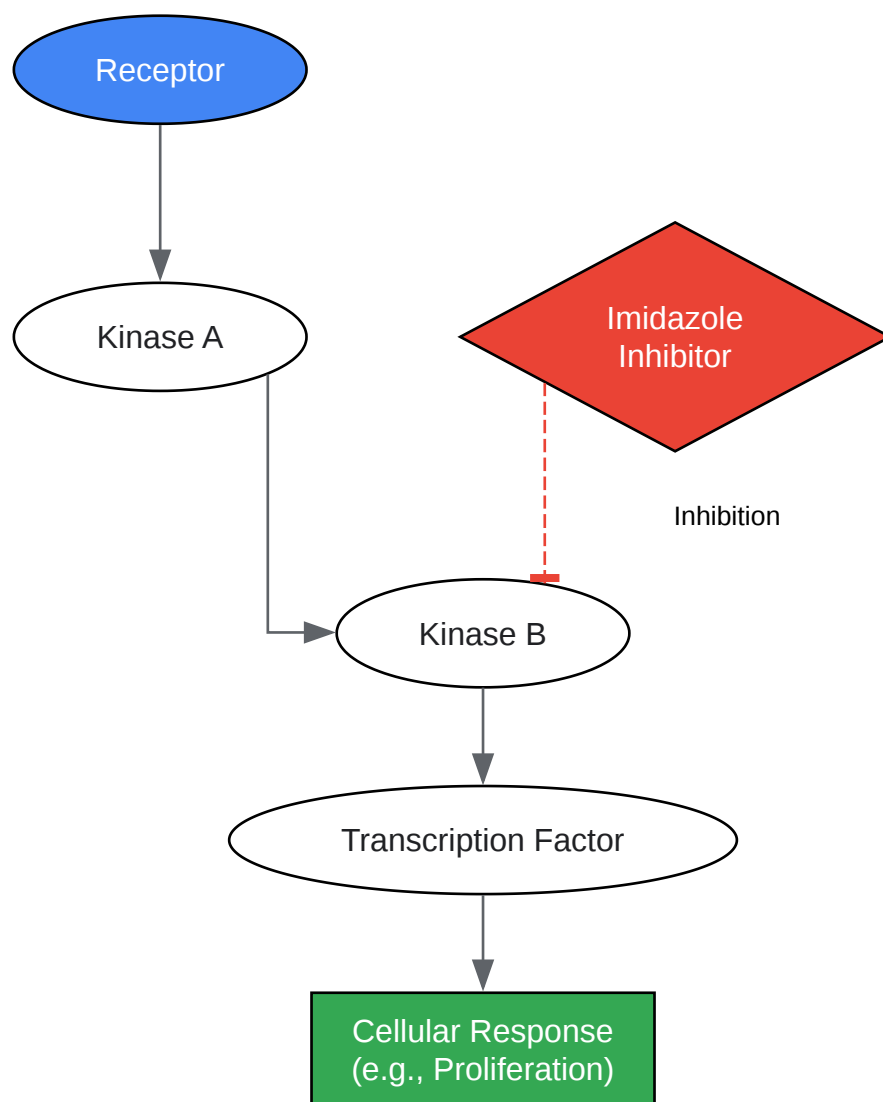 Receptor
Kinase A
Imidazole
Inhibitor
Inhibition
Kinase B
Transcription Factor
Cellular Response
(e.g., Proliferation)